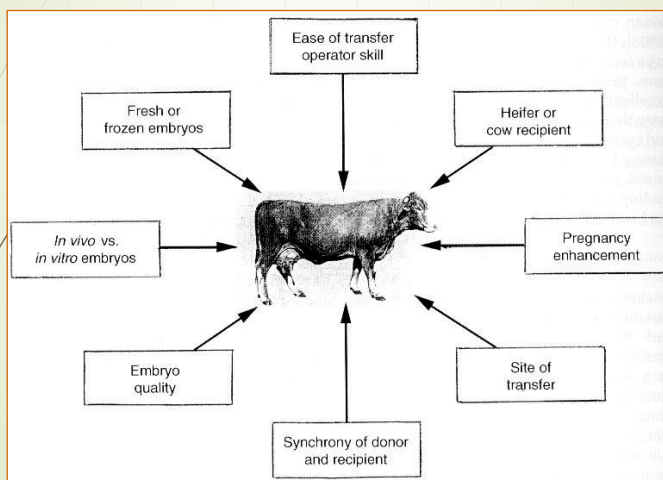 Ease of transfer
operator skill
Fresh or
frozen embryos
Heifer or
cow recipient
In vivo vs.
in vitro embryos
Pregnancy
enhancement
Embryo
quality
Site of
transfer
Synchrony of donor
and recipient